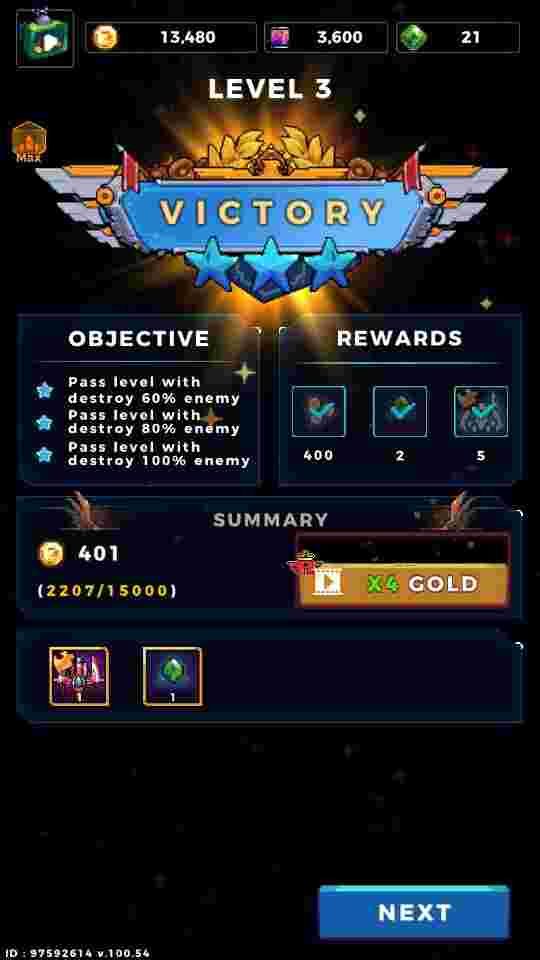 13,480
3,600
21
LEVEL 3
Max
VICTORY
OBJECTIVE
Pass level with
destroy 60% enemy
Pass level with
destroy 80% enemy
Pass level with
destroy 100% enemy
REWARDS
400
2
5
SUMMARY
401
(2207/15000)
X4 GOLD
1
1
NEXT
ID : 97592614 v.100.54